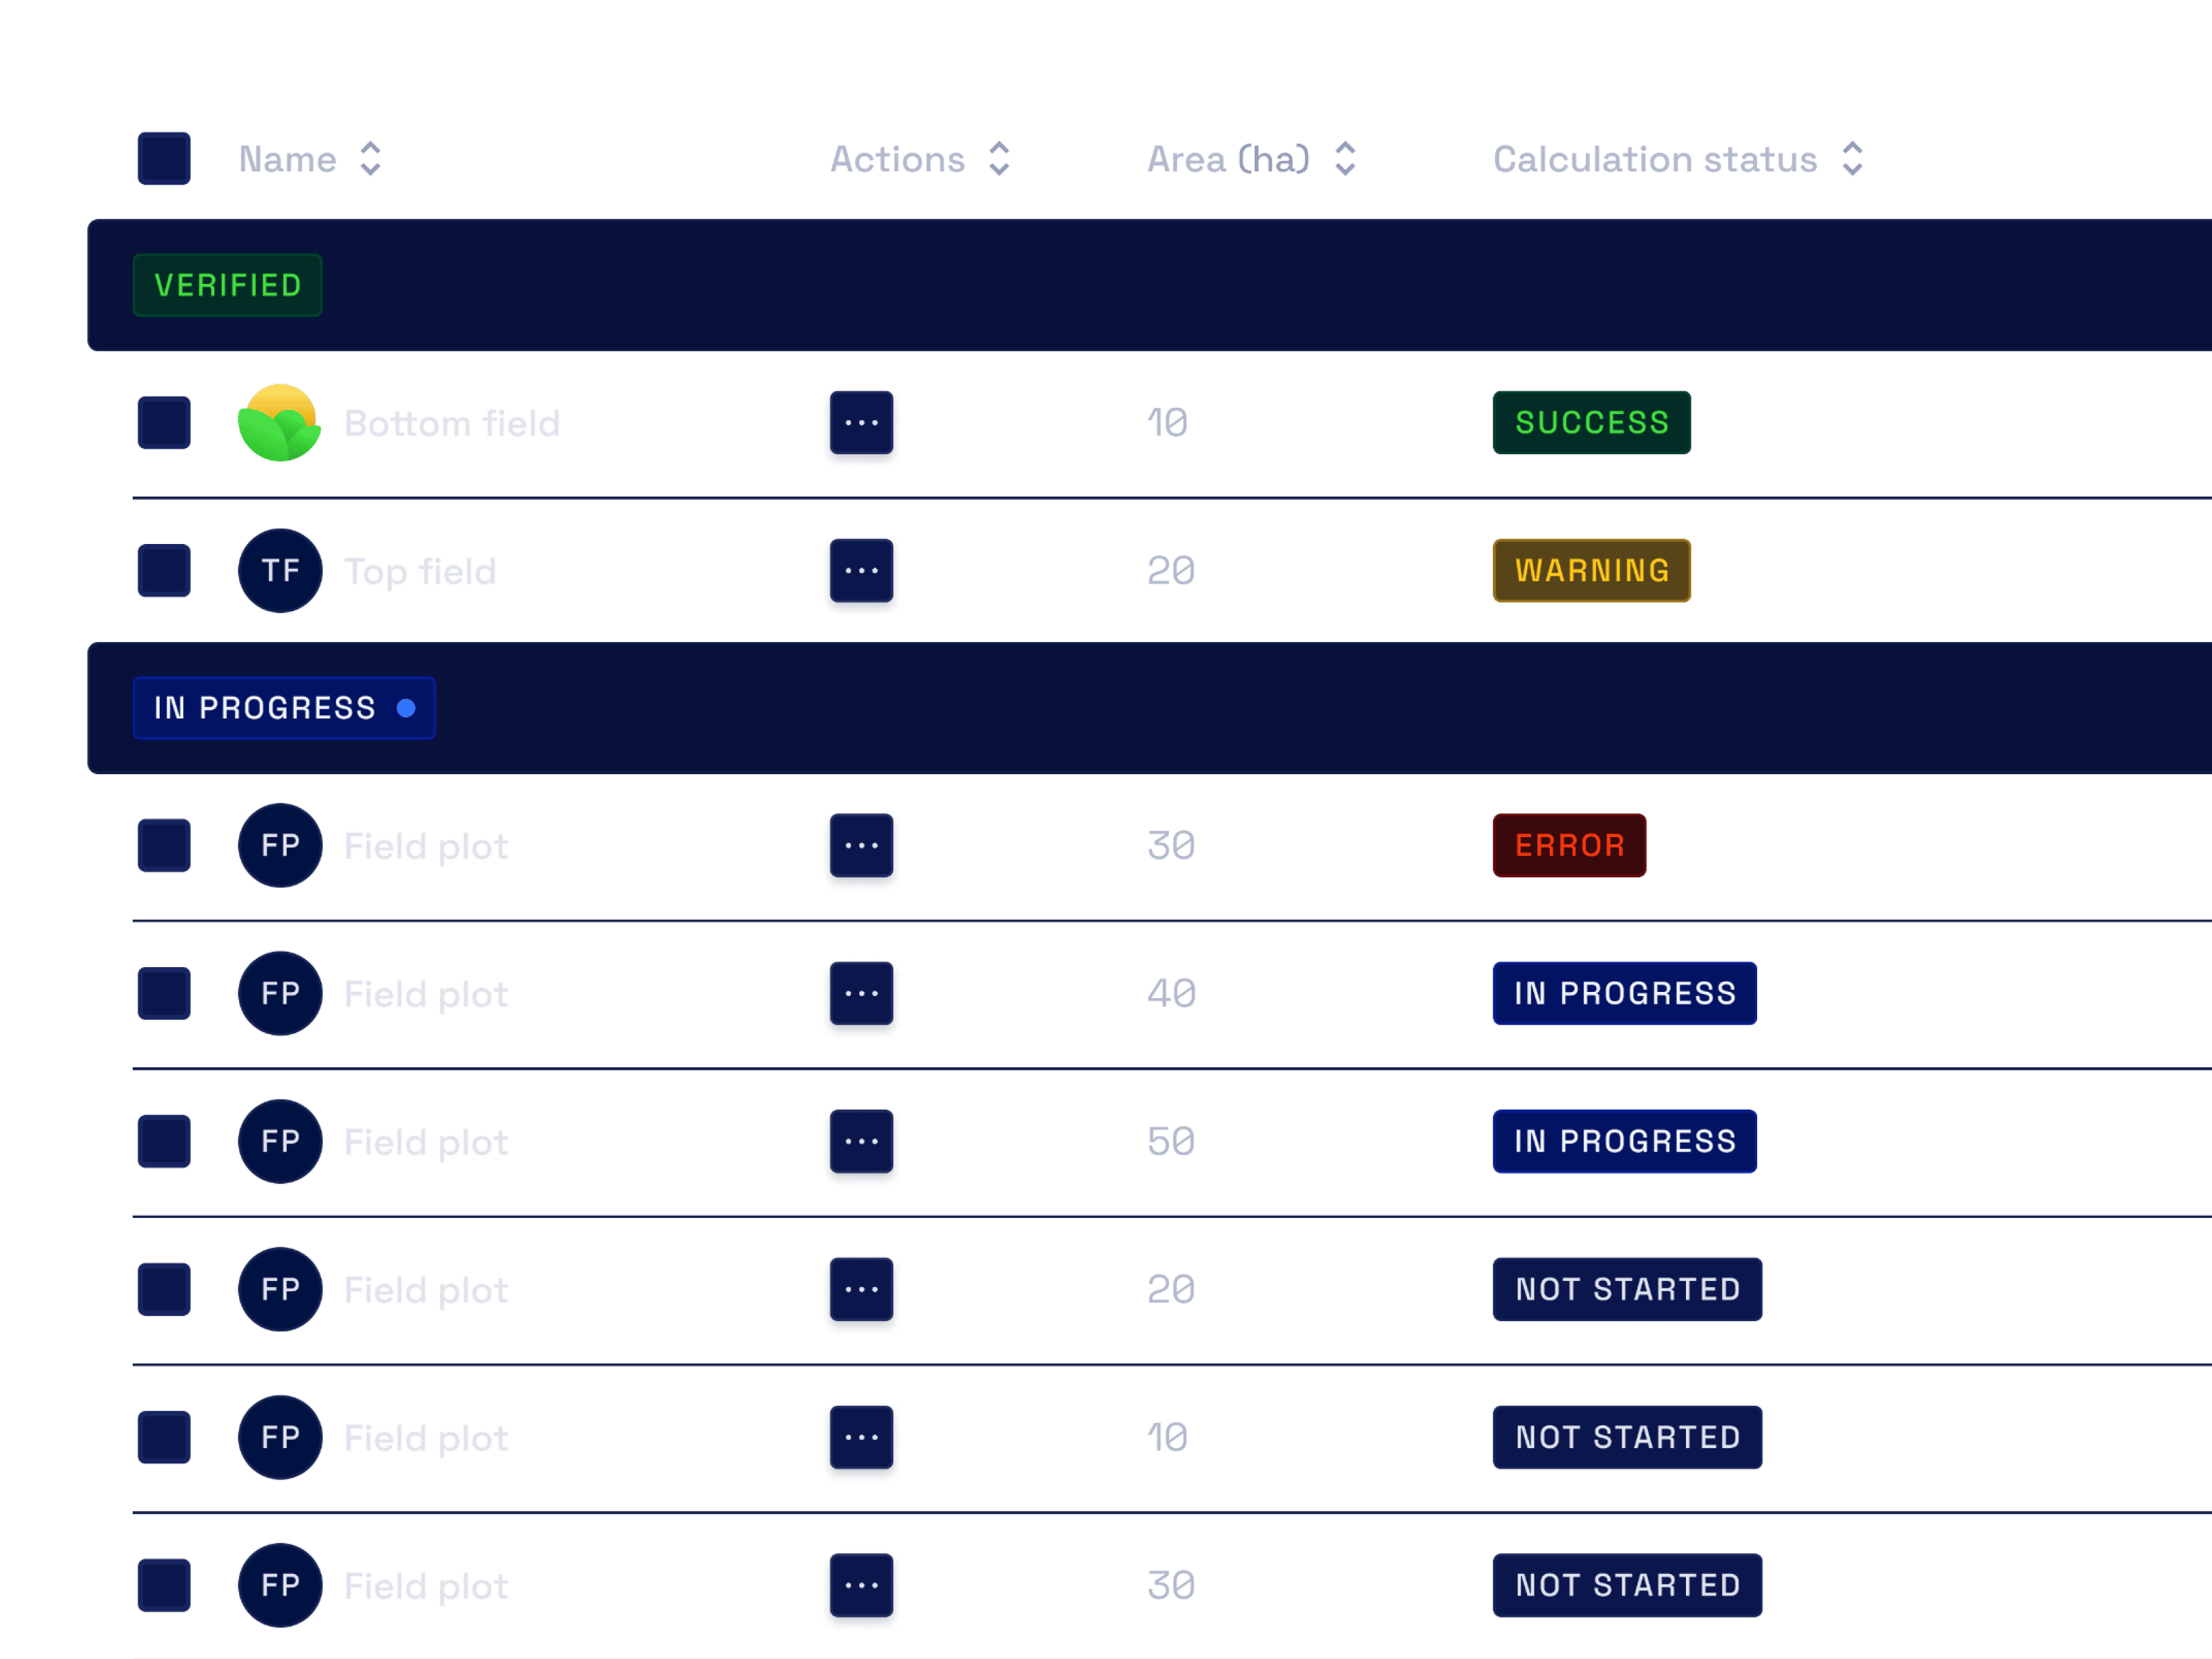 Name Actions Area (ha) Calculation status
VERIFIED
Bottom field ... 10 SUCCESS
TF Top field ... 20 WARNING
IN PROGRESS
FP Field plot ... 30 ERROR
FP Field plot ... 40 IN PROGRESS
FP Field plot ... 50 IN PROGRESS
FP Field plot ... 20 NOT STARTED
FP Field plot ... 10 NOT STARTED
FP Field plot ... 30 NOT STARTED